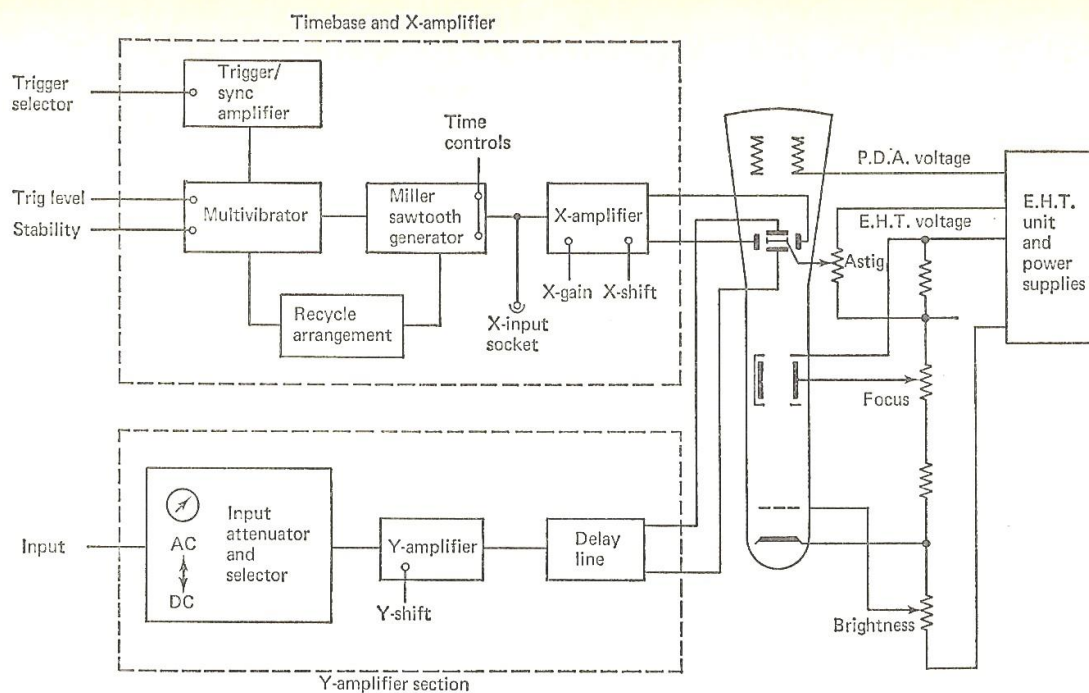 Timebase and X-amplifier
Trigger
selector
Trigger/
sync
amplifier
Time
controls
Trig level
Stability
Multivibrator
Miller
sawtooth
generator
X-amplifier
X-gain
X-shift
Recycle
arrangement
X-input
socket
P.D.A. voltage
E.H.T. voltage
Astig.
E.H.T.
unit
and
power
supplies
Focus
Input
AC
DC
Input
attenuator
and
selector
Y-amplifier
Y-shift
Delay
line
Brightness
Y-amplifier section